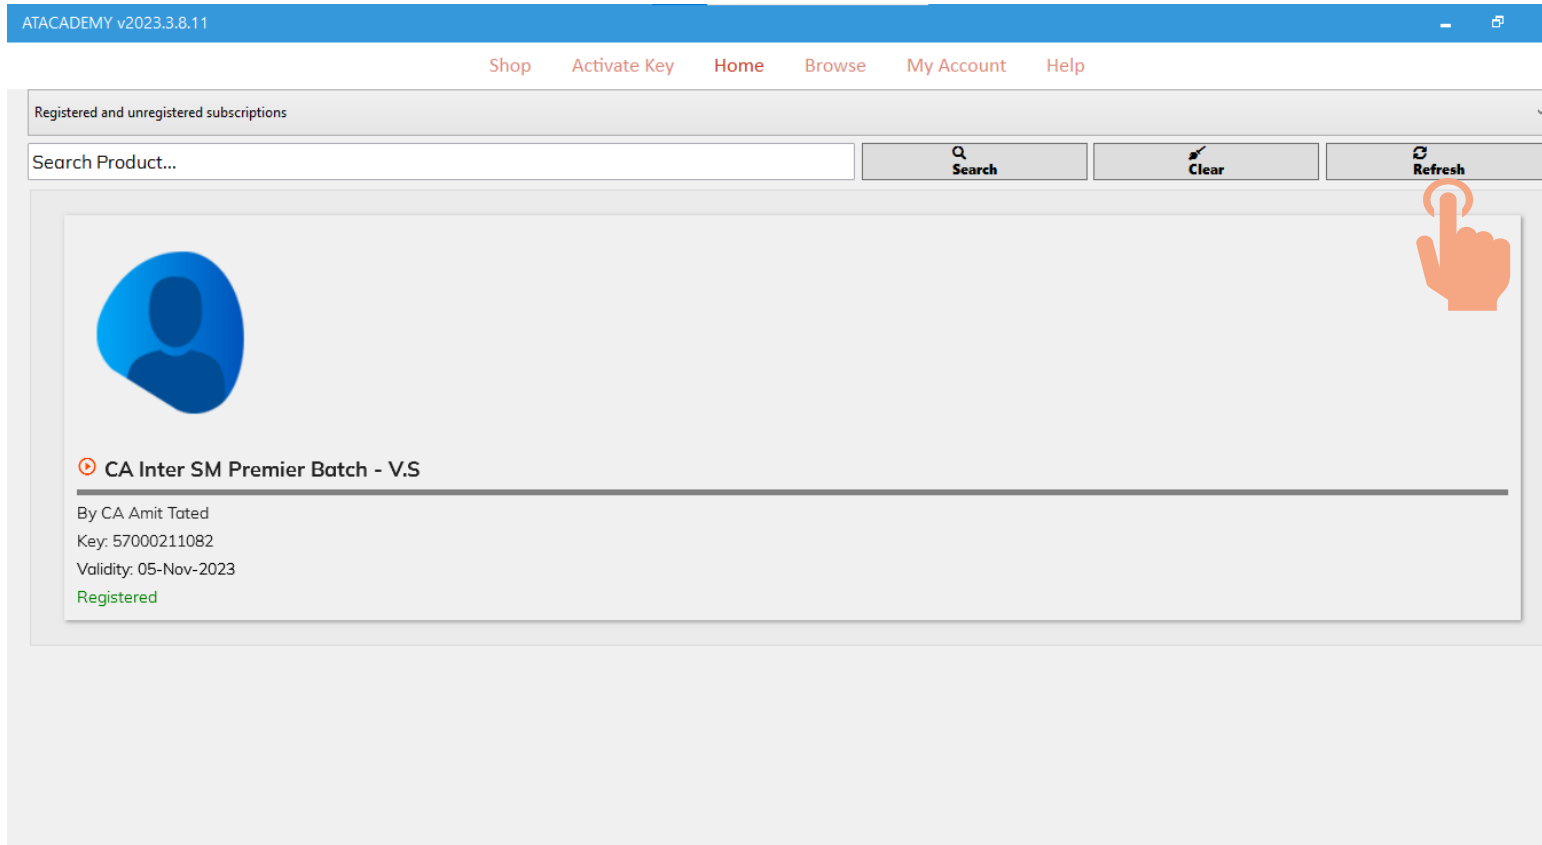 ATACADEMY v2023.3.8.11
Shop Activate Key Home Browse My Account Help
Registered and unregistered subscriptions
Search Product... Search Clear Refresh
CA Inter SM Premier Batch - V.S
By CA Amit Tated
Key: 57000211082
Validity: 05-Nov-2023
Registered